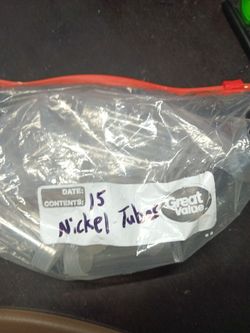 DATE:
CONTENTS: 15
Nickel Tubes
Great
Value